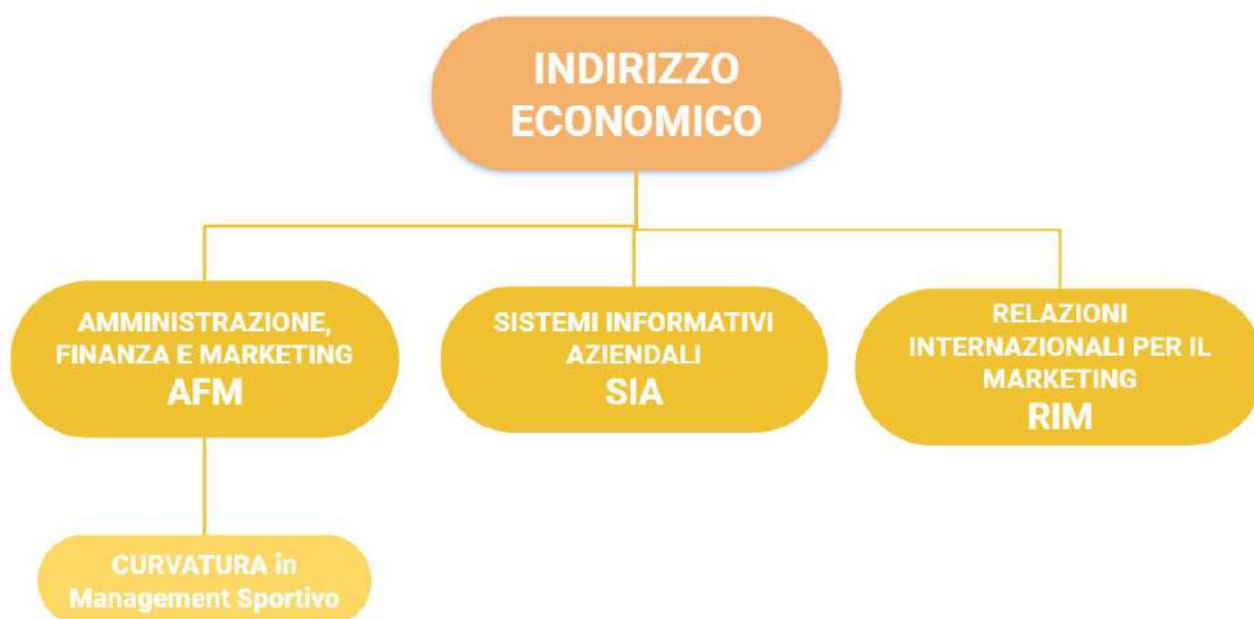 INDIRIZZO
ECONOMICO
AMMINISTRAZIONE,
FINANZA E MARKETING
AFM
SISTEMI INFORMATIVI
AZIENDALI
SIA
RELAZIONI
INTERNAZIONALI PER IL
MARKETING
RIM
CURVATURA in
Management Sportivo